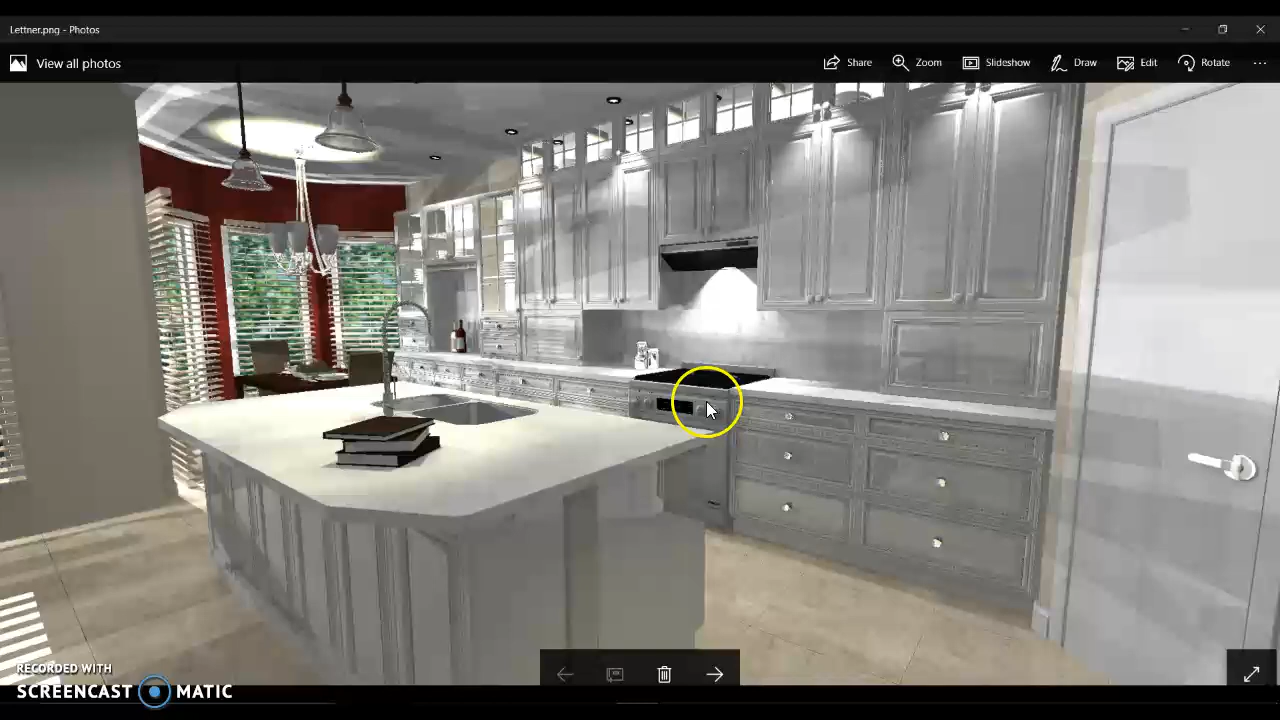 Lettner.png - Photos
View all photos
Share
Zoom
Slideshow
Draw
Edit
Rotate
RECORDED WITH
SCREENCAST MATIC